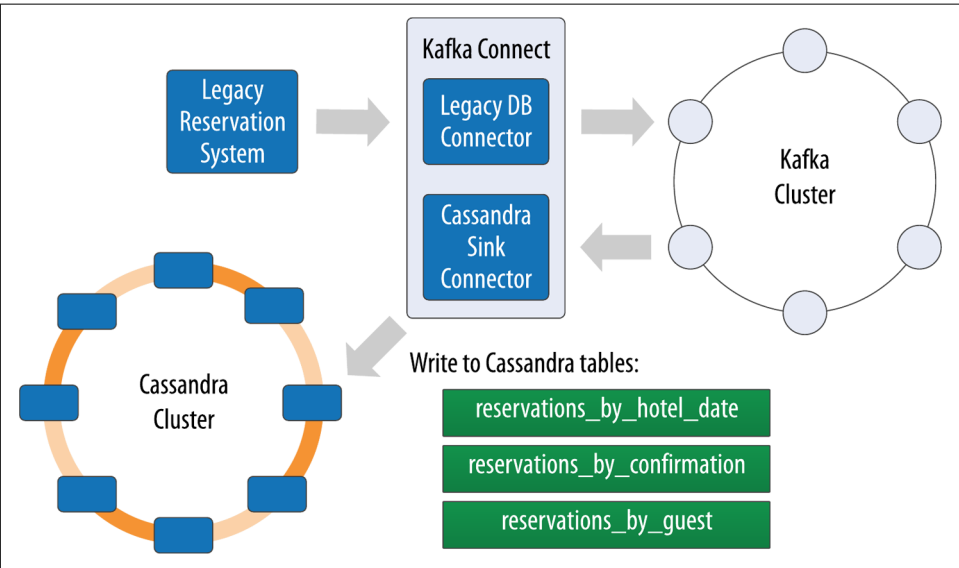 Kafka Connect
Legacy
Reservation
System
Legacy DB
Connector
Kafka
Cluster
Cassandra
Sink
Connector
Cassandra
Cluster
Write to Cassandra tables:
reservations_by_hotel_date
reservations_by_confirmation
reservations_by_guest